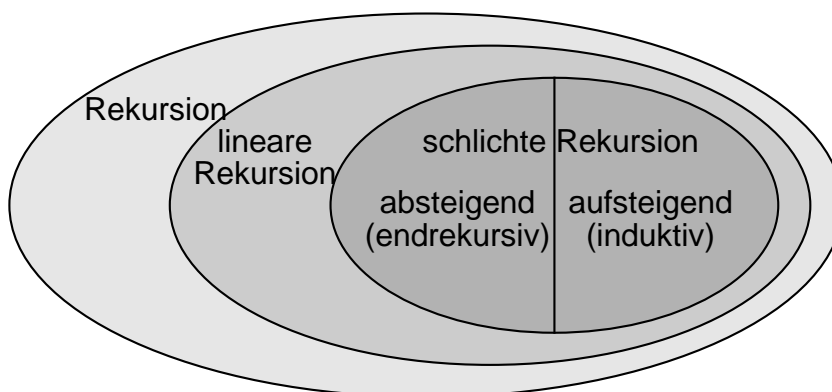 Rekursion
lineare
Rekursion
schlichte Rekursion
absteigend
(endrekursiv)
aufsteigend
(induktiv)